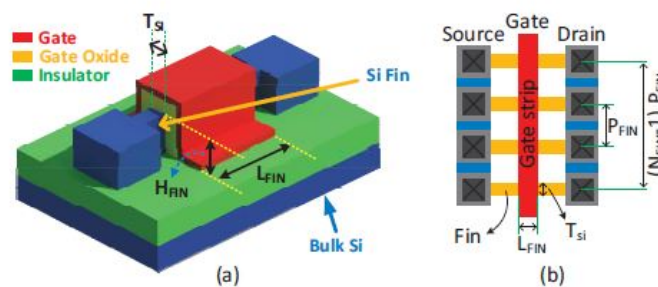 Gate
Gate Oxide
Insulator
TSi
Si Fin
HFIN
LFIN
Bulk Si
(a)
Source
Gate
Drain
Gate strip
PFIN
Fin
LFIN
Tsi
(b)